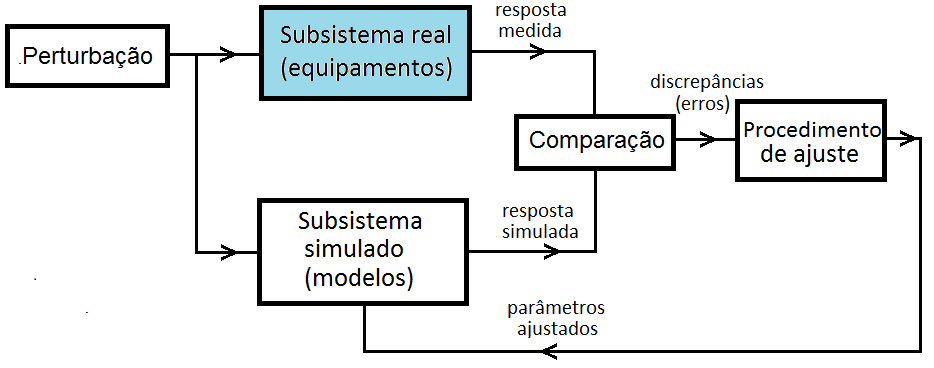 Perturbação
Subsistema real
(equipamentos)
resposta
medida
Comparação
discrepâncias
(erros)
Procedimento
de ajuste
Subsistema
simulado
(modelos)
resposta
simulada
parâmetros
ajustados